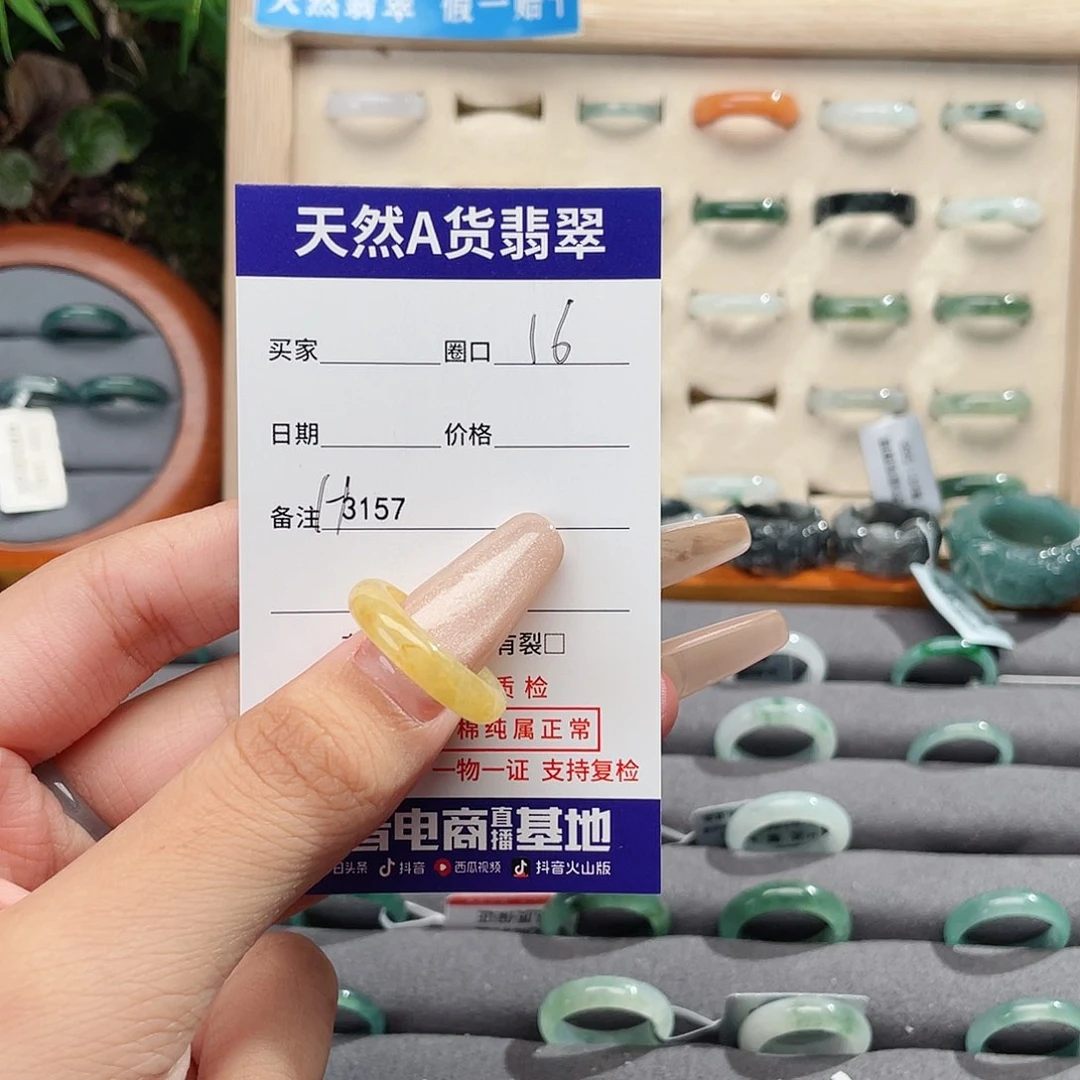 天然翡翠 假一赔
天然A货翡翠
买家 圈口 16
日期 价格
备注 3157
有裂□
质检
棉纯属正常
一物一证 支持复检
电商直播基地
头条 抖音 西瓜视频 抖音火山版